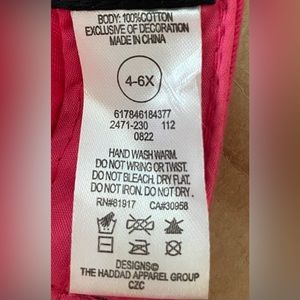 BODY: 100%COTTON
EXCLUSIVE OF DECORATION
MADE IN CHINA
4-6X
617846184377
2471-230 112
0822
HAND WASH WARM.
DO NOT WRING OR TWIST.
DO NOT BLEACH. DRY FLAT.
DO NOT IRON. DO NOT DRY.
RN#81917 CA#30958
DESIGNS©
THE HADDAD APPAREL GROUP
CZC